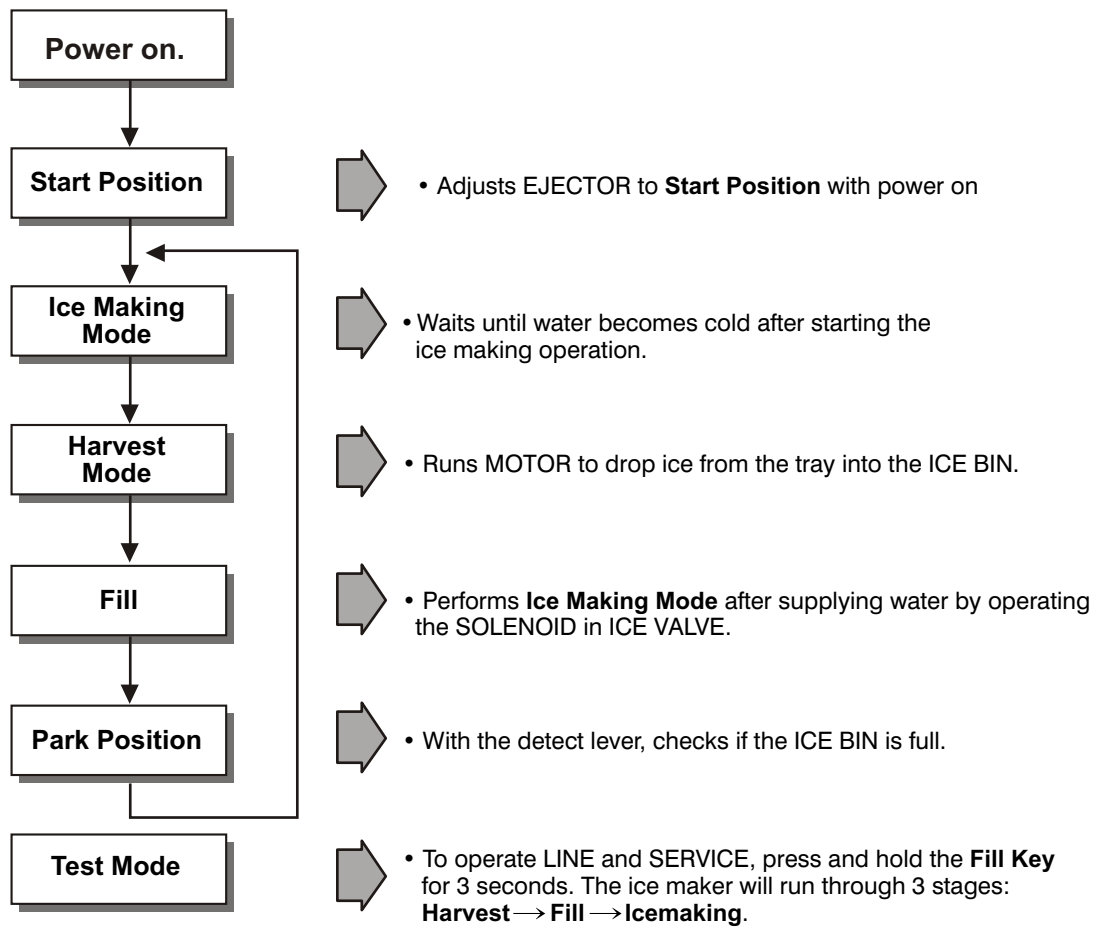 Power on.
Start Position
• Adjusts EJECTOR to Start Position with power on
Ice Making
Mode
• Waits until water becomes cold after starting the
ice making operation.
Harvest
Mode
• Runs MOTOR to drop ice from the tray into the ICE BIN.
Fill
• Performs Ice Making Mode after supplying water by operating
the SOLENOID in ICE VALVE.
Park Position
• With the detect lever, checks if the ICE BIN is full.
Test Mode
• To operate LINE and SERVICE, press and hold the Fill Key
for 3 seconds. The ice maker will run through 3 stages:
Harvest → Fill → Icemaking.